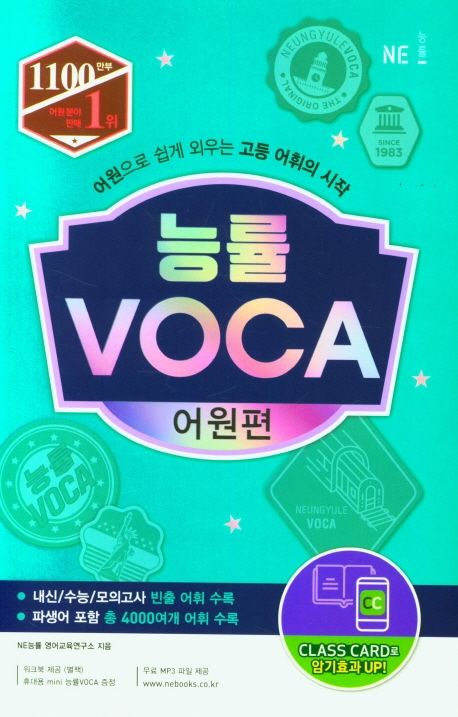 1100만부
어원분야
판매 1위
NEUNGYULE VOCA
THE ORIGINAL
NE 능률
SINCE
1983
어원으로 쉽게 외우는 고등 어휘의 시작
능률
VOCA
어원편
능률
VOCA
NEUNGYULE
VOCA
• 내신/수능/모의고사 빈출 어휘 수록
• 파생어 포함 총 4000여개 어휘 수록
CC
CLASS CARD로
암기효과 UP!
NE능률 영어교육연구소 지음
워크북 제공 (별책)
휴대용 mini 능률VOCA 증정
무료 MP3 파일 제공
www.nebooks.co.kr